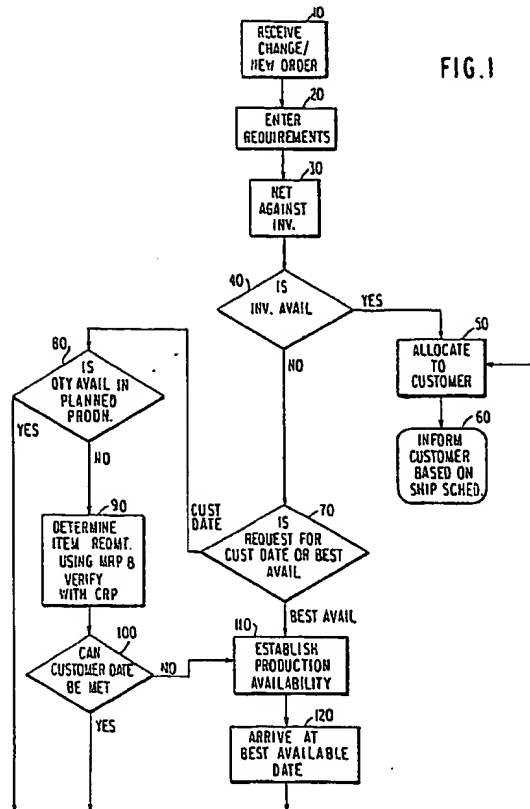 FIG.1
10
RECEIVE
CHANGE/
NEW ORDER
20
ENTER
REQUIREMENTS
30
NET
AGAINST
INV.
40
IS
INV. AVAIL
YES
NO
50
ALLOCATE
TO
CUSTOMER
60
INFORM
CUSTOMER
BASED ON
SHIP SCHED.
70
IS
REQUEST FOR
CUST DATE OR BEST
AVAIL
CUST
DATE
BEST AVAIL
80
IS
QTY AVAIL IN
PLANNED
PRODN.
YES
NO
90
DETERMINE
ITEM REQMT.
USING MRP &
VERIFY
WITH CRP
100
CAN
CUSTOMER DATE
BE MET
NO
YES
110
ESTABLISH
PRODUCTION
AVAILABILITY
120
ARRIVE AT
BEST AVAILABLE
DATE